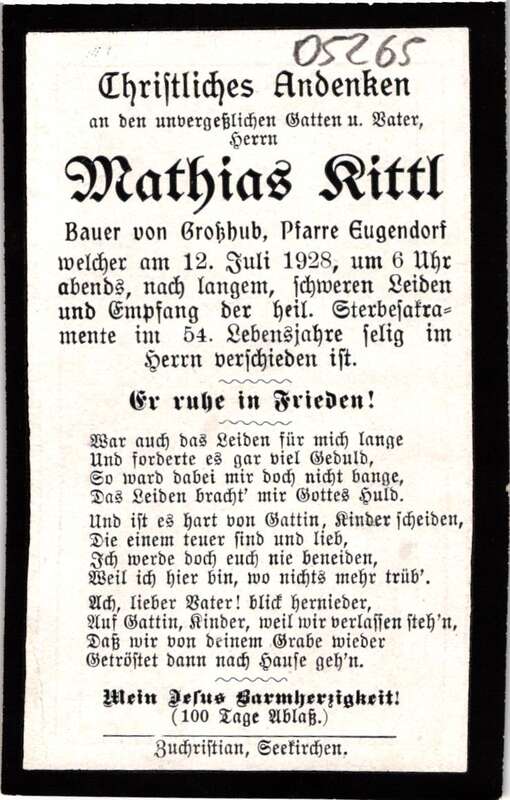 05265
Christliches Andenken
an den unvergeßlichen Gatten u. Vater,
Herrn
Mathias Kittl
Bauer von Großhub, Pfarre Eugendorf
welcher am 12. Juli 1928, um 6 Uhr
abends, nach langem, schweren Leiden
und Empfang der heil. Sterbesakra-
mente im 54. Lebensjahre selig im
Herrn verschieden ist.
Er ruhe in Frieden!
War auch das Leiden für mich lange
Und forderte es gar viel Geduld,
So ward dabei mir doch nicht bange,
Das Leiden bracht' mir Gottes Huld.
Und ist es hart von Gattin, Kinder scheiden,
Die einem teuer sind und lieb,
Ich werde doch euch nie beneiden,
Weil ich hier bin, wo nichts mehr trüb'.
Ach, lieber Vater! blick hernieder,
Auf Gattin, Kinder, weil wir verlassen steh'n,
Daß wir von deinem Grabe wieder
Getröstet dann nach Hause geh'n.
Mein Jesus Barmherzigkeit!
(100 Tage Ablaß.)
Zuchristian, Seekirchen.